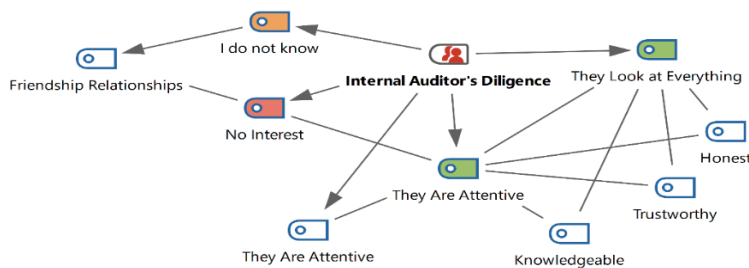 I do not know
Friendship Relationships
Internal Auditor's Diligence
They Look at Everything
No Interest
Honest
They Are Attentive
Trustworthy
They Are Attentive
Knowledgeable